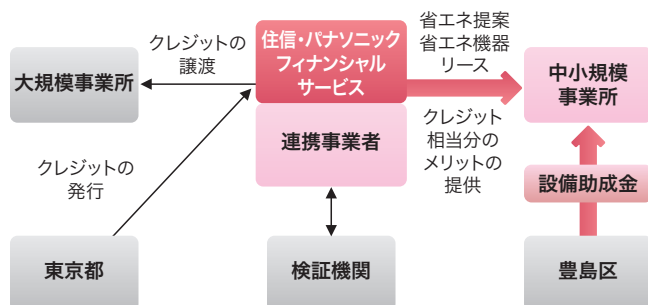 大規模事業所
クレジットの
譲渡
住信・パナソニック
フィナンシャル
サービス
連携事業者
省エネ提案
省エネ機器
リース
クレジット
相当分の
メリットの
提供
中小規模
事業所
クレジットの
発行
設備助成金
東京都
検証機関
豊島区